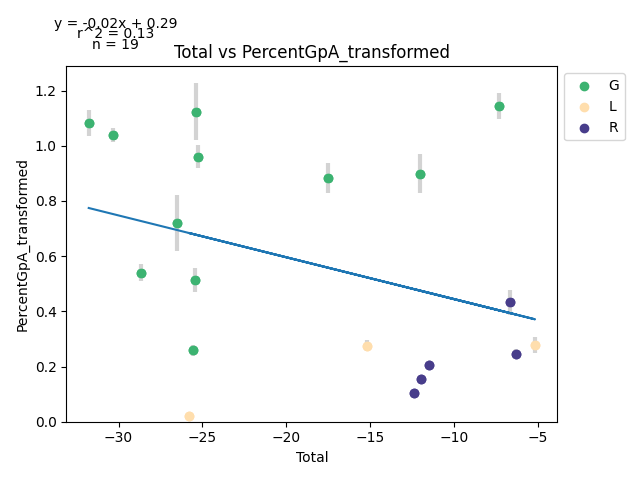 y = -0.02x + 0.29
r^2 = 0.13
n = 19
Total vs PercentGpA_transformed
G
L
R
PercentGpA_transformed
1.2
1.0
0.8
0.6
0.4
0.2
0.0
−30
−25
−20
−15
−10
−5
Total